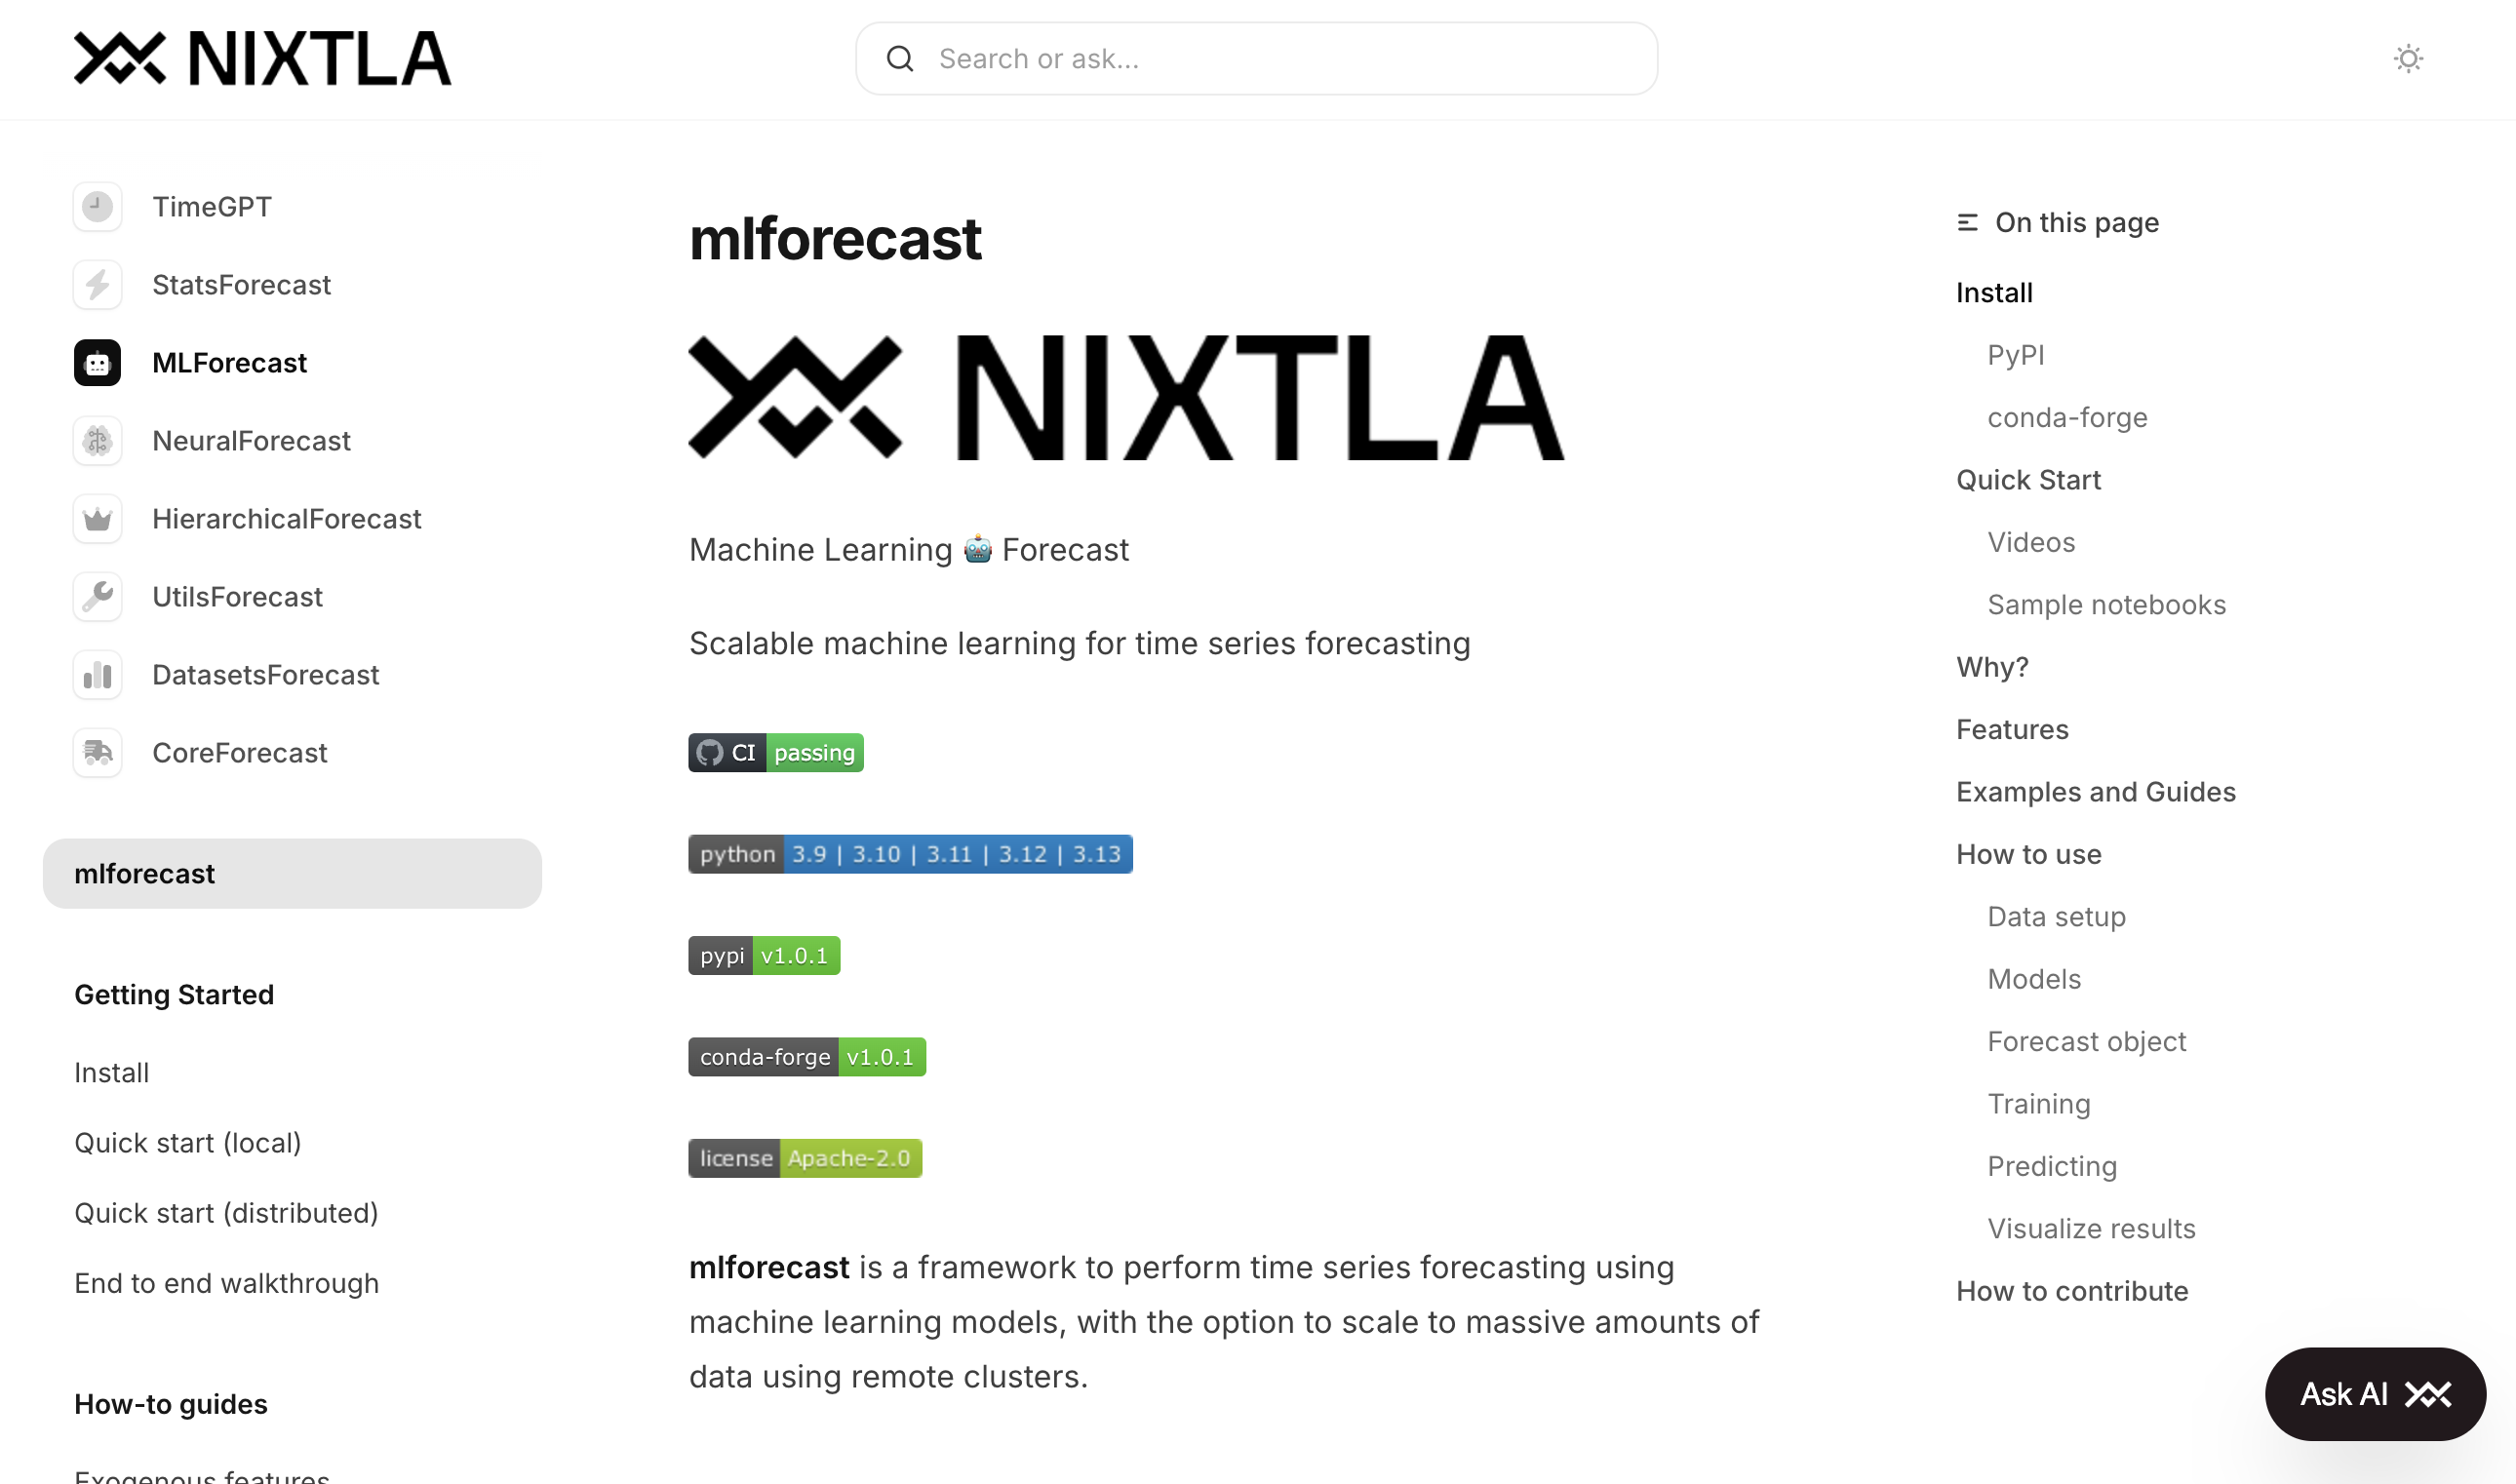 NIXTLA
Search or ask...
TimeGPT
StatsForecast
MLForecast
NeuralForecast
HierarchicalForecast
UtilsForecast
DatasetsForecast
CoreForecast
mlforecast
Getting Started
Install
Quick start (local)
Quick start (distributed)
End to end walkthrough
How-to guides
Exogenous features
mlforecast
NIXTLA
Machine Learning 🤖 Forecast
Scalable machine learning for time series forecasting
CI passing
python 3.9 | 3.10 | 3.11 | 3.12 | 3.13
pypi v1.0.1
conda-forge v1.0.1
license Apache-2.0
mlforecast is a framework to perform time series forecasting using
machine learning models, with the option to scale to massive amounts of
data using remote clusters.
On this page
Install
PyPI
conda-forge
Quick Start
Videos
Sample notebooks
Why?
Features
Examples and Guides
How to use
Data setup
Models
Forecast object
Training
Predicting
Visualize results
How to contribute
Ask AI